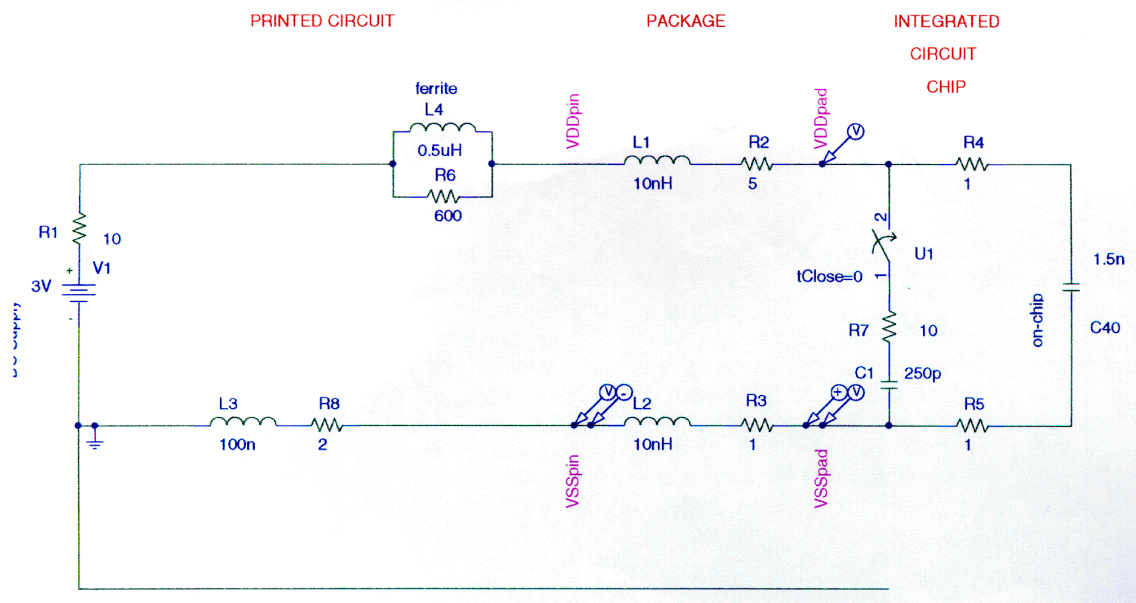 PRINTED CIRCUIT
PACKAGE
INTEGRATED
CIRCUIT
CHIP
ferrite
L4
0.5uH
R6
600
VDDpin
L1
10nH
R2
5
VDDpad
V
R4
1
R1
10
+
V1
3V
-
2
U1
tClose=0
1
R7
10
C1
250p
1.5n
on-chip
C40
Supply
L3
100n
R8
2
V
-
L2
10nH
R3
1
+
V
R5
1
VSSpin
VSSpad